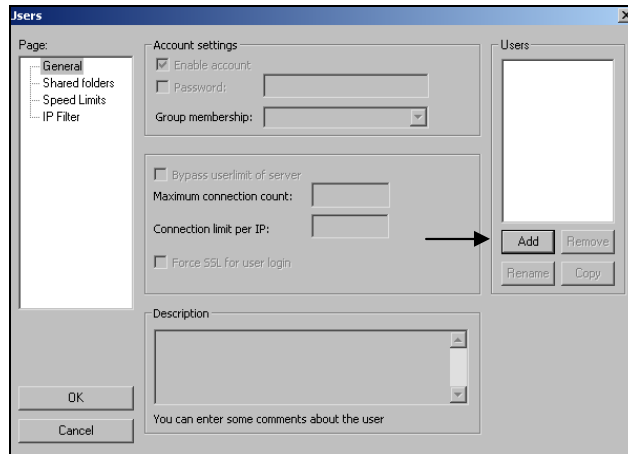 Jsers
Page:
General
Shared folders
Speed Limits
IP Filter
OK
Cancel
Account settings
Enable account
Password:
Group membership:
Bypass userlimit of server
Maximum connection count:
Connection limit per IP:
Force SSL for user login
Description
You can enter some comments about the user
Users
Add Remove
Rename Copy